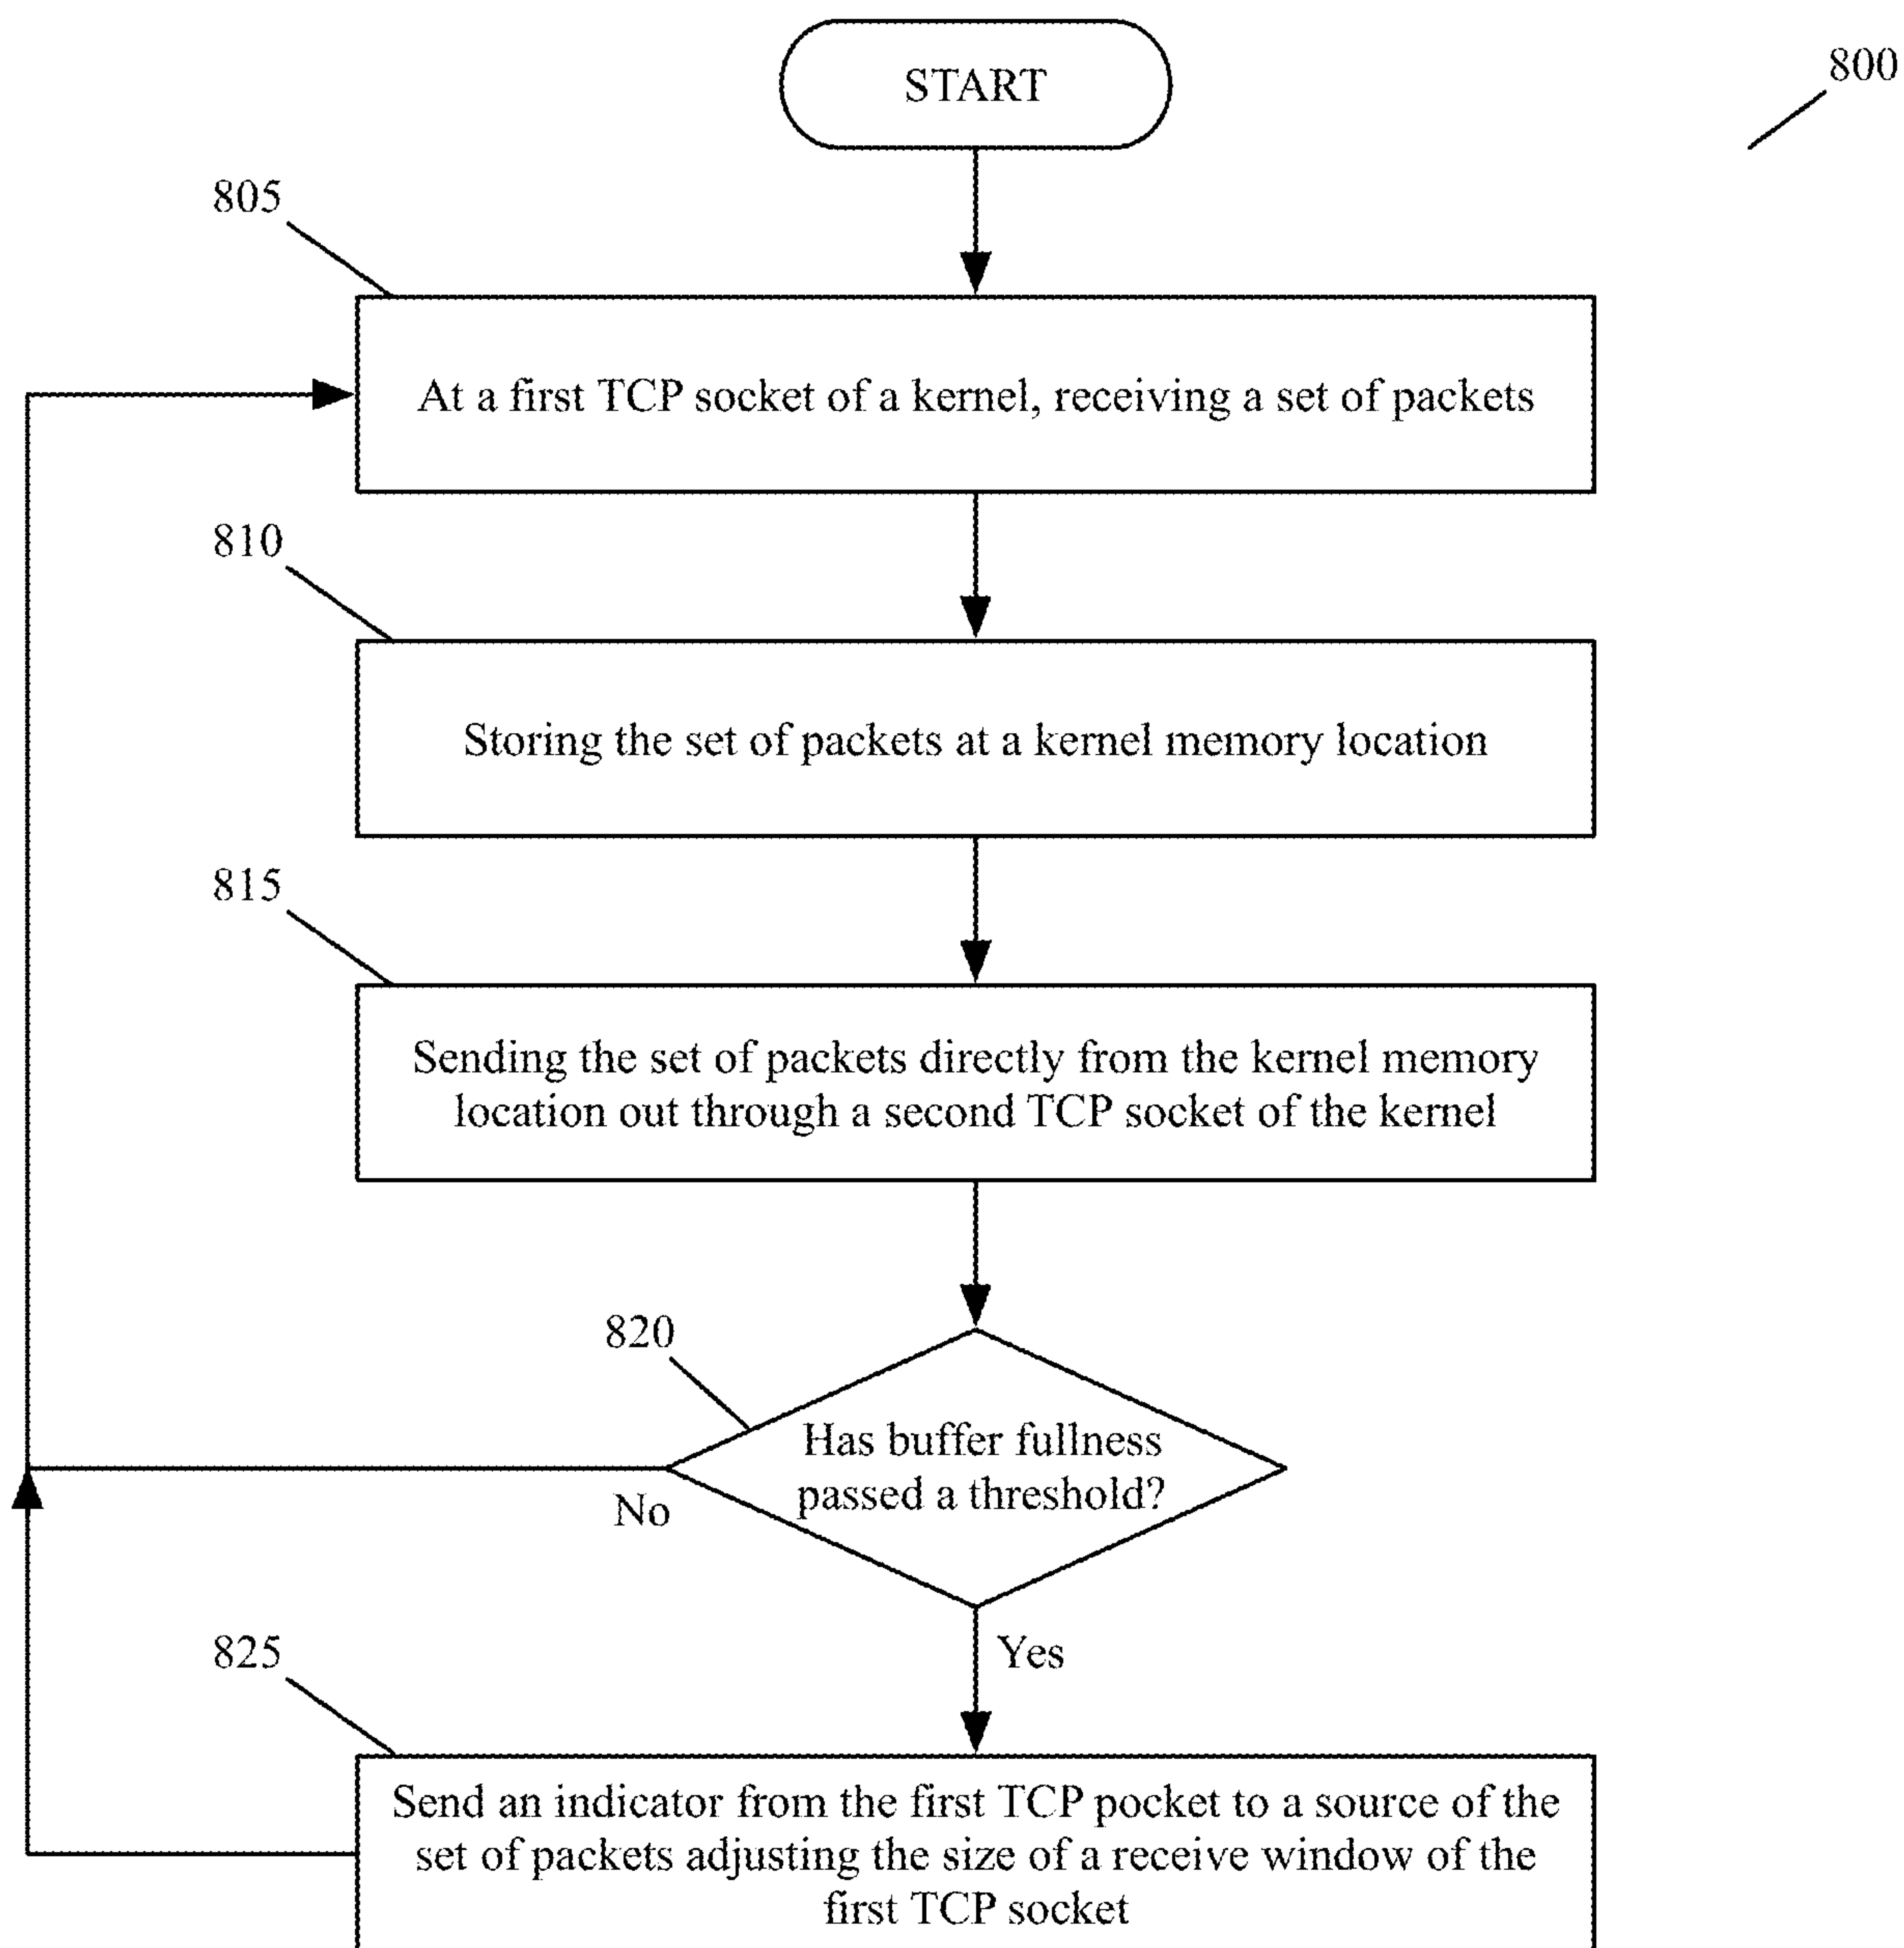 START
800
805
At a first TCP socket of a kernel, receiving a set of packets
810
Storing the set of packets at a kernel memory location
815
Sending the set of packets directly from the kernel memory
location out through a second TCP socket of the kernel
820
Has buffer fullness
passed a threshold?
No
Yes
825
Send an indicator from the first TCP pocket to a source of the
set of packets adjusting the size of a receive window of the
first TCP socket